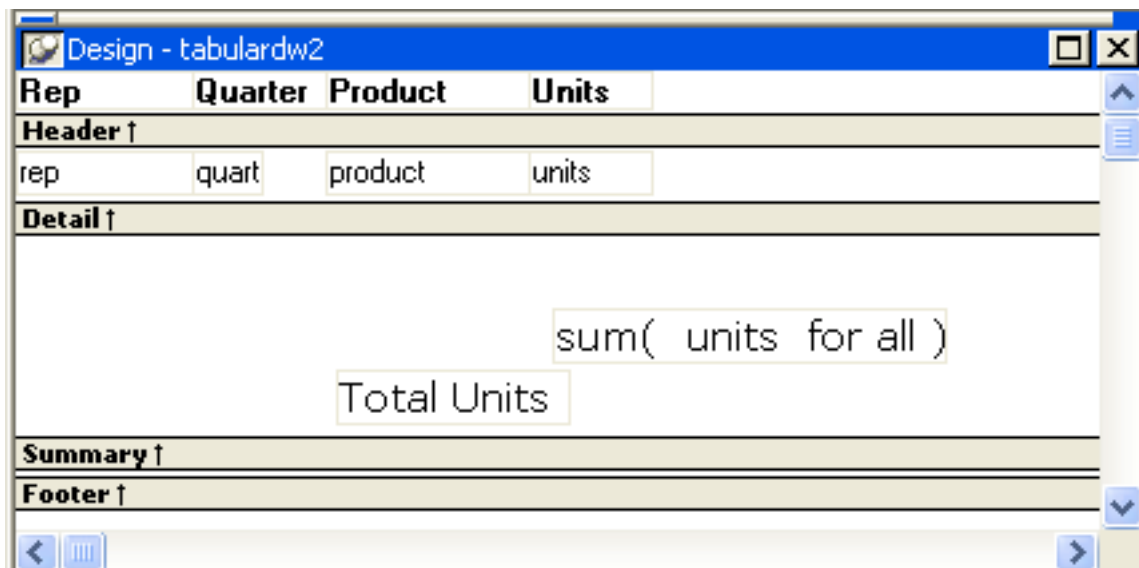 Design - tabulardw2
Rep Quarter Product Units
Header ↑
rep quart product units
Detail ↑
sum( units for all )
Total Units
Summary ↑
Footer ↑